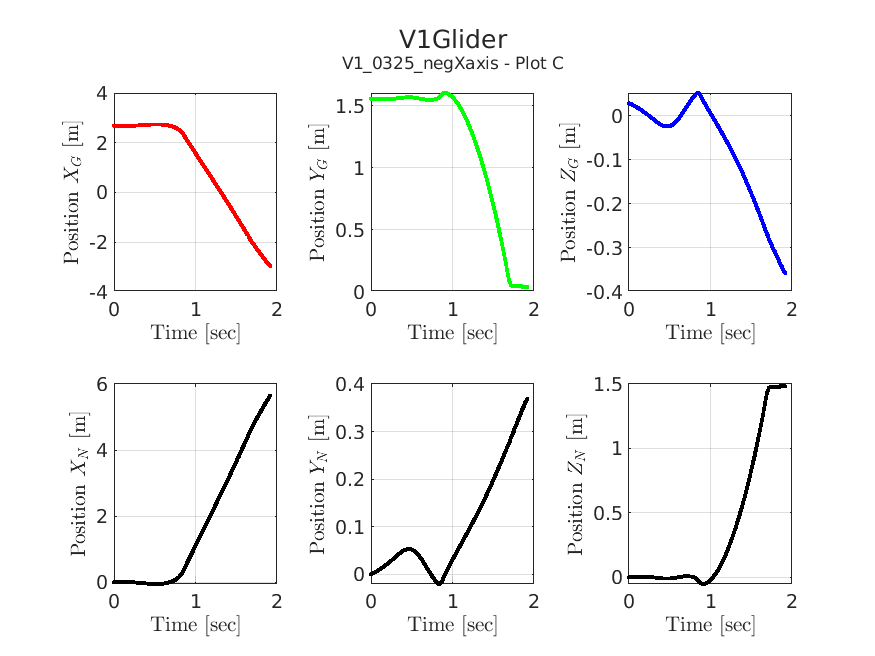 V1Glider
V1_0325_negXaxis - Plot C
4
2
0
-2
-4
0 1 2
Position X_G [m]
Time [sec]
1.5
1
0.5
0
0 1 2
Position Y_G [m]
Time [sec]
0
-0.1
-0.2
-0.3
-0.4
0 1 2
Position Z_G [m]
Time [sec]
6
4
2
0
0 1 2
Position X_N [m]
Time [sec]
0.4
0.3
0.2
0.1
0
0 1 2
Position Y_N [m]
Time [sec]
1.5
1
0.5
0
0 1 2
Position Z_N [m]
Time [sec]